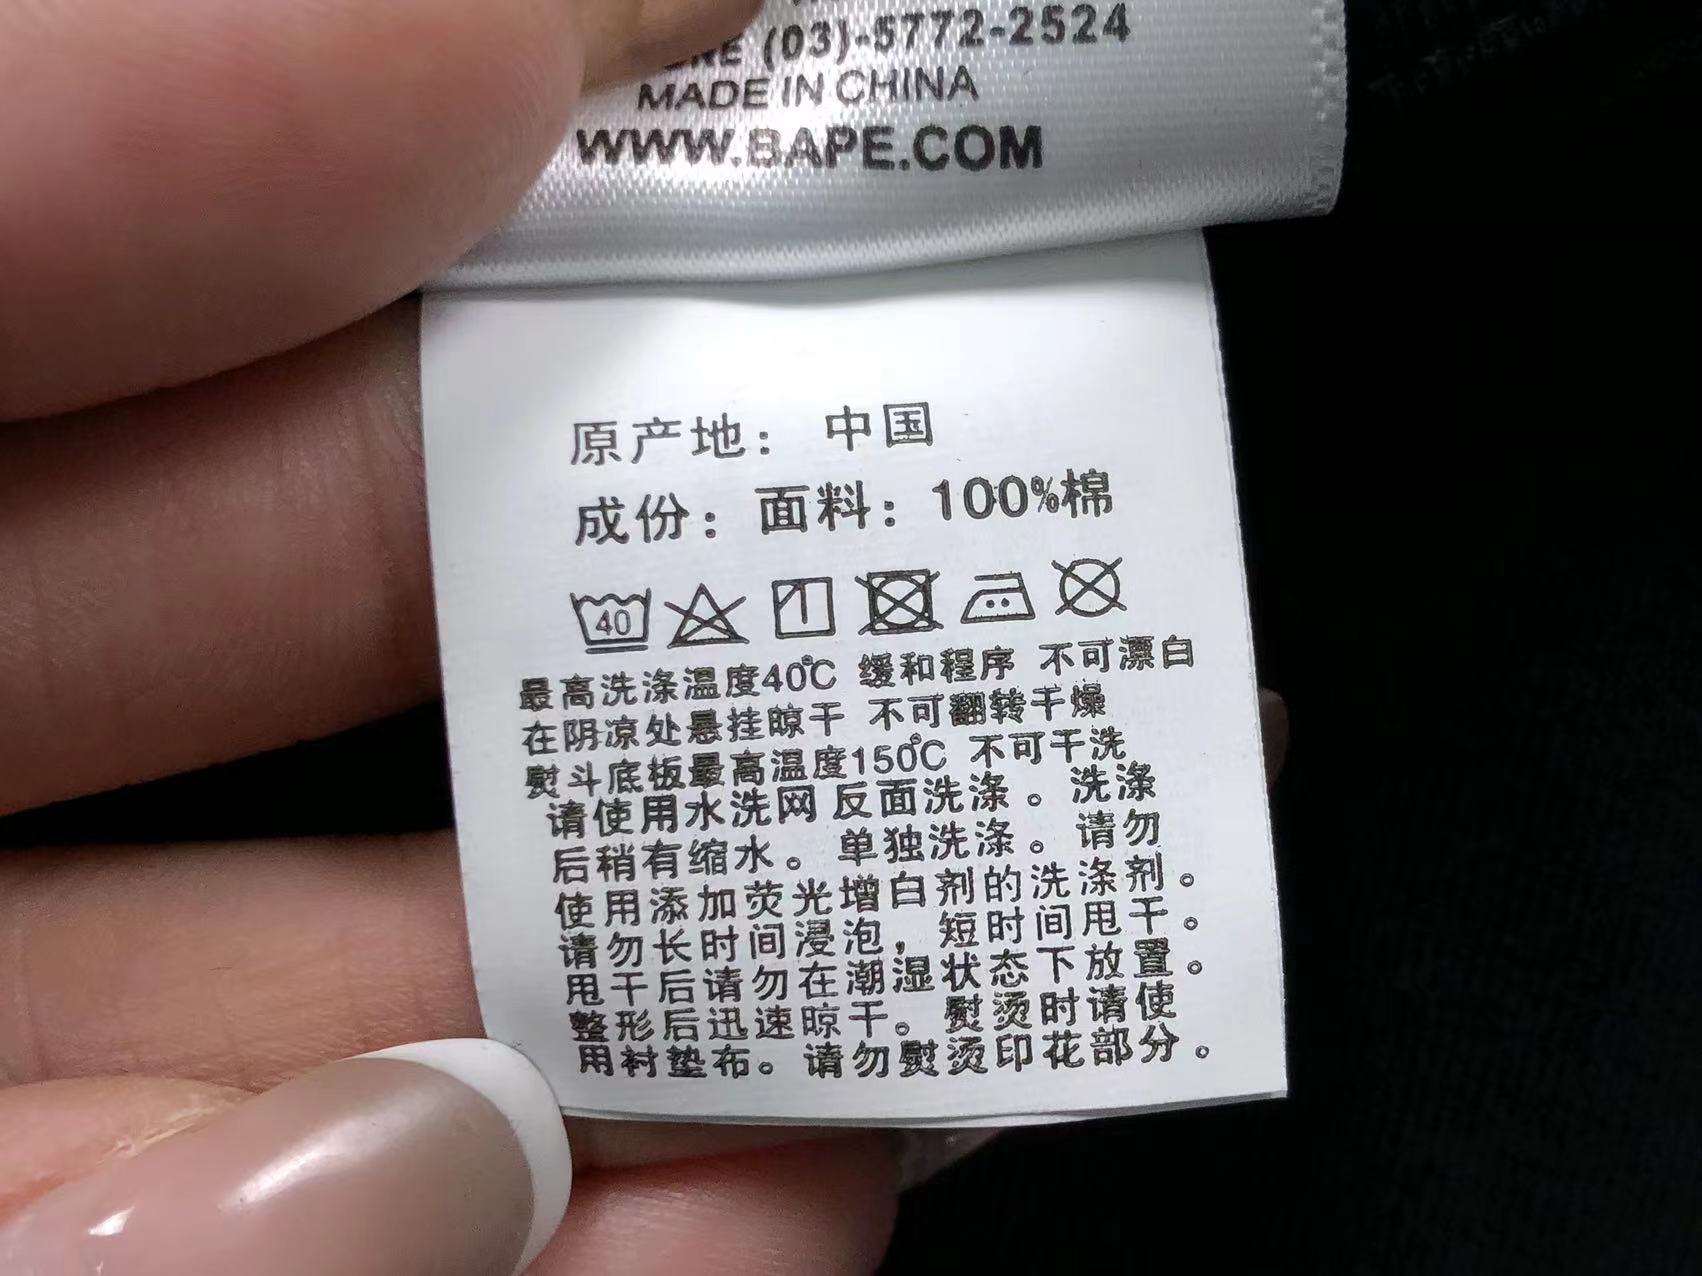 (03)-5772-2524
MADE IN CHINA
WWW.BAPE.COM
原产地： 中国
成份：面料：100%棉
40
最高洗涤温度40℃ 缓和程序 不可漂白
在阴凉处悬挂晾干 不可翻转干燥
熨斗底板最高温度150℃ 不可干洗
请使用水洗网 反面洗涤。洗涤
后稍有缩水。单独洗涤。请勿
使用添加荧光增白剂的洗涤剂。
请勿长时间浸泡，短时间甩干。
甩干后请勿在潮湿状态下放置。
整形后迅速晾干。熨烫时请使
用衬垫布。请勿熨烫印花部分。